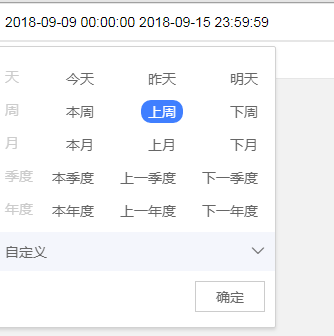 2018-09-09 00:00:00 2018-09-15 23:59:59
天 今天 昨天 明天
周 本周 上周 下周
月 本月 上月 下月
季度 本季度 上一季度 下一季度
年度 本年度 上一年度 下一年度
自定义
确定